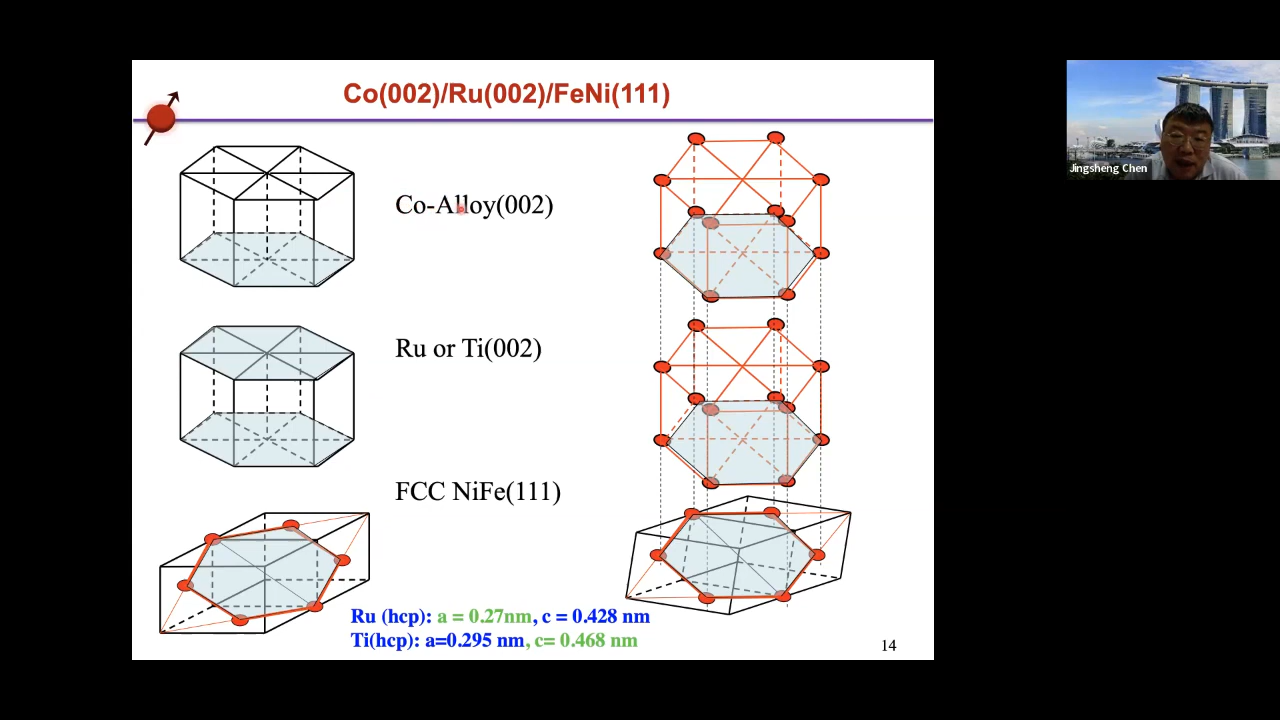 Co(002)/Ru(002)/FeNi(111)
Jingsheng Chen
Co-Alloy(002)
Ru or Ti(002)
FCC NiFe(111)
Ru (hcp): a = 0.27nm, c = 0.428 nm
Ti(hcp): a=0.295 nm, c= 0.468 nm
14